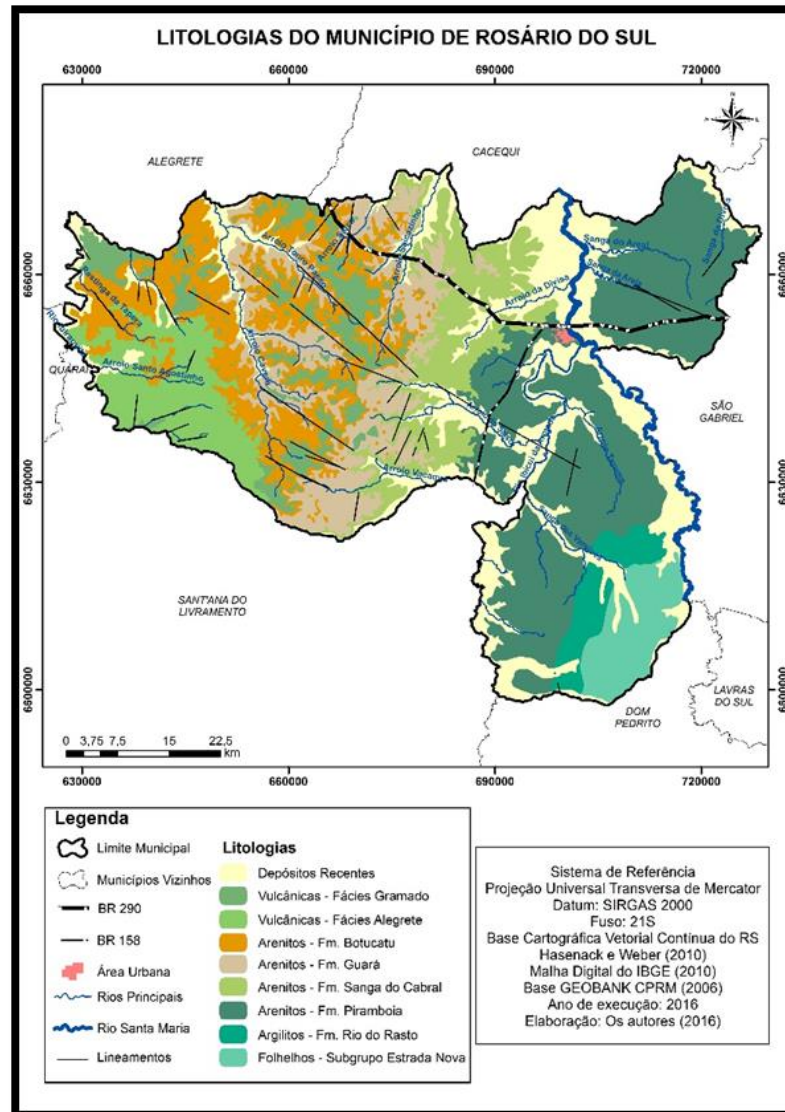 LITOLOGIAS DO MUNICÍPIO DE ROSÁRIO DO SUL
630000 660000 690000 720000
ALEGRETE
CACEQUI
6660000 6660000
Sanga do Areal
Arroio da Divisa
Restinga da Tapera
Arroio Santo Agostinho
QUARAÍ
SÃO
GABRIEL
6630000 6630000
SANT'ANA DO
LIVRAMENTO
6600000 6600000
LAVRAS
DO SUL
DOM
PEDRITO
0 3,75 7,5 15 22,5
km
630000 660000 690000 720000
Legenda
Limite Municipal
Municípios Vizinhos
BR 290
BR 158
Área Urbana
Rios Principais
Rio Santa Maria
Lineamentos
Litologias
Depósitos Recentes
Vulcânicas - Fácies Gramado
Vulcânicas - Fácies Alegrete
Arenitos - Fm. Botucatu
Arenitos - Fm. Guará
Arenitos - Fm. Sanga do Cabral
Arenitos - Fm. Piramboia
Argilitos - Fm. Rio do Rasto
Folhelhos - Subgrupo Estrada Nova
Sistema de Referência
Projeção Universal Transversa de Mercator
Datum: SIRGAS 2000
Fuso: 21S
Base Cartográfica Vetorial Contínua do RS
Hasenack e Weber (2010)
Malha Digital do IBGE (2010)
Base GEOBANK CPRM (2006)
Ano de execução: 2016
Elaboração: Os autores (2016)